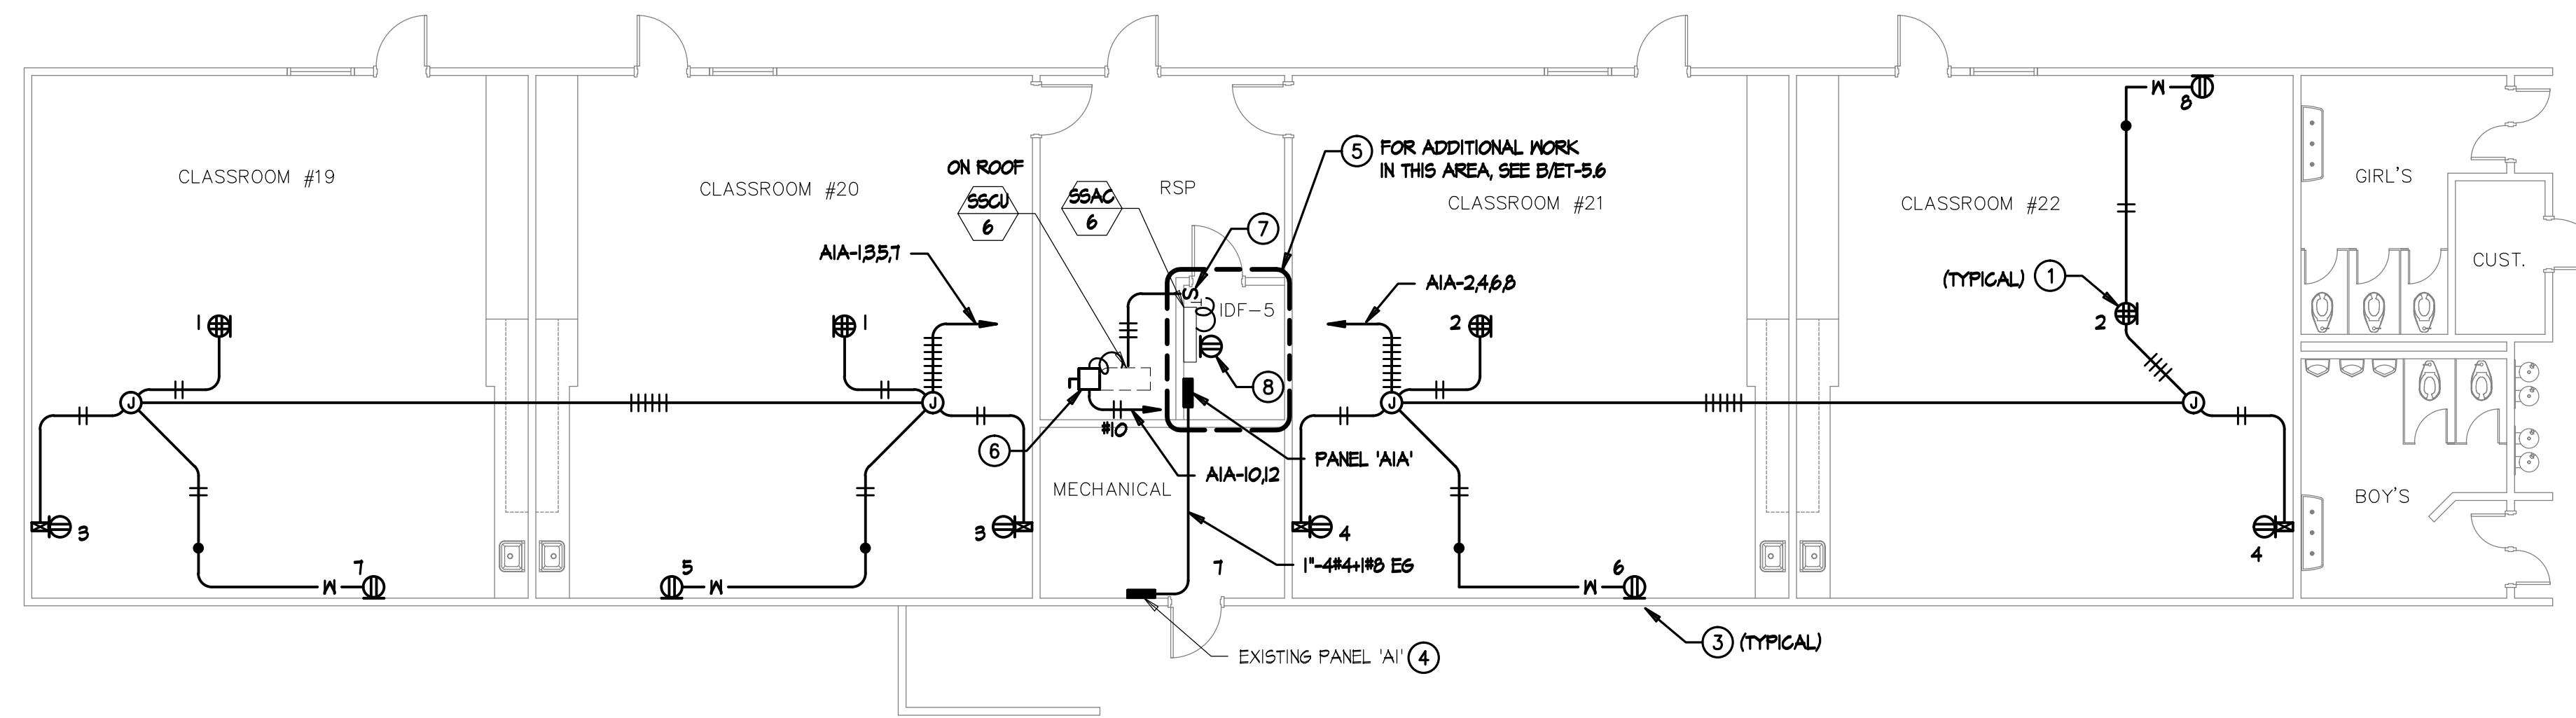 CLASSROOM #19
CLASSROOM #20
ON ROOF
SSCU
6
SSAC
6
RSP
7
5
FOR ADDITIONAL WORK
IN THIS AREA, SEE B/ET-5.6
CLASSROOM #21
CLASSROOM #22
W
8
GIRL'S
CUST.
A1A-1,3,5,7
A1A-2,4,6,8
(TYPICAL) 1
1
1
S
IDF-5
2
2
8
J
J
J
J
#10
6
PANEL 'A1A'
A1A-10,12
MECHANICAL
BOY'S
3
3
4
4
1"-4#4+1#8 EG
7
W
5
W
7
W
6
3 (TYPICAL)
EXISTING PANEL 'A1' 4